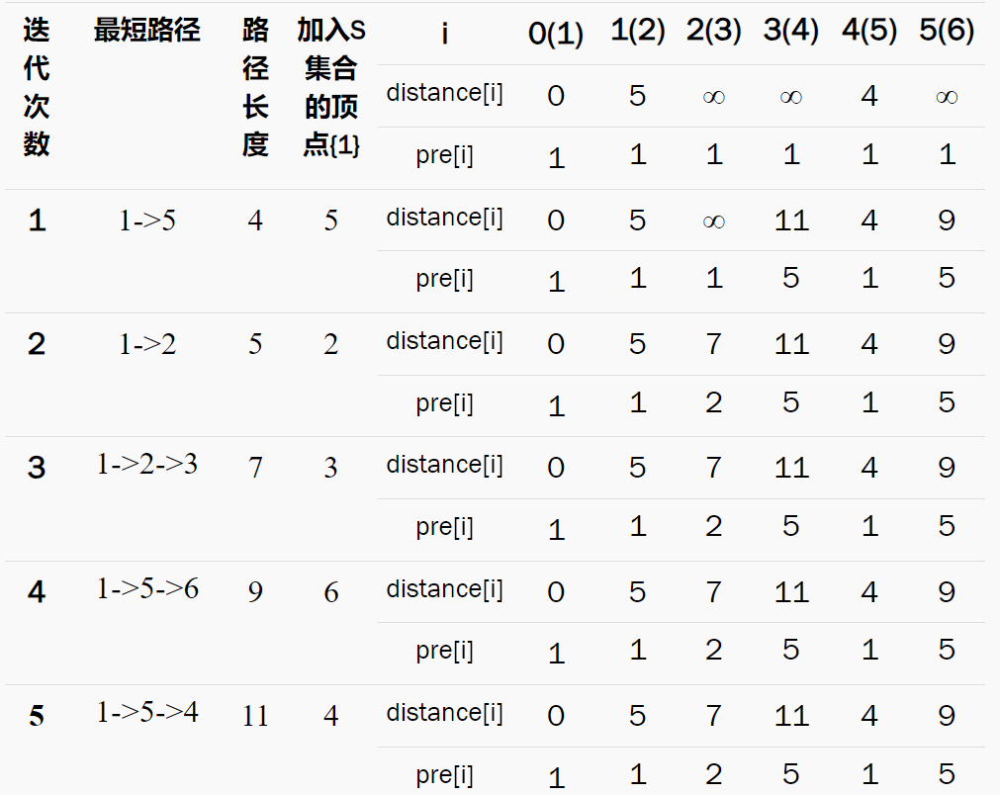 迭代次数 最短路径 路径长度 加入S集合的顶点{1} i 0(1) 1(2) 2(3) 3(4) 4(5) 5(6)
distance[i] 0 5 ∞ ∞ 4 ∞
pre[i] 1 1 1 1 1 1
1 1->5 4 5 distance[i] 0 5 ∞ 11 4 9
pre[i] 1 1 1 5 1 5
2 1->2 5 2 distance[i] 0 5 7 11 4 9
pre[i] 1 1 2 5 1 5
3 1->2->3 7 3 distance[i] 0 5 7 11 4 9
pre[i] 1 1 2 5 1 5
4 1->5->6 9 6 distance[i] 0 5 7 11 4 9
pre[i] 1 1 2 5 1 5
5 1->5->4 11 4 distance[i] 0 5 7 11 4 9
pre[i] 1 1 2 5 1 5